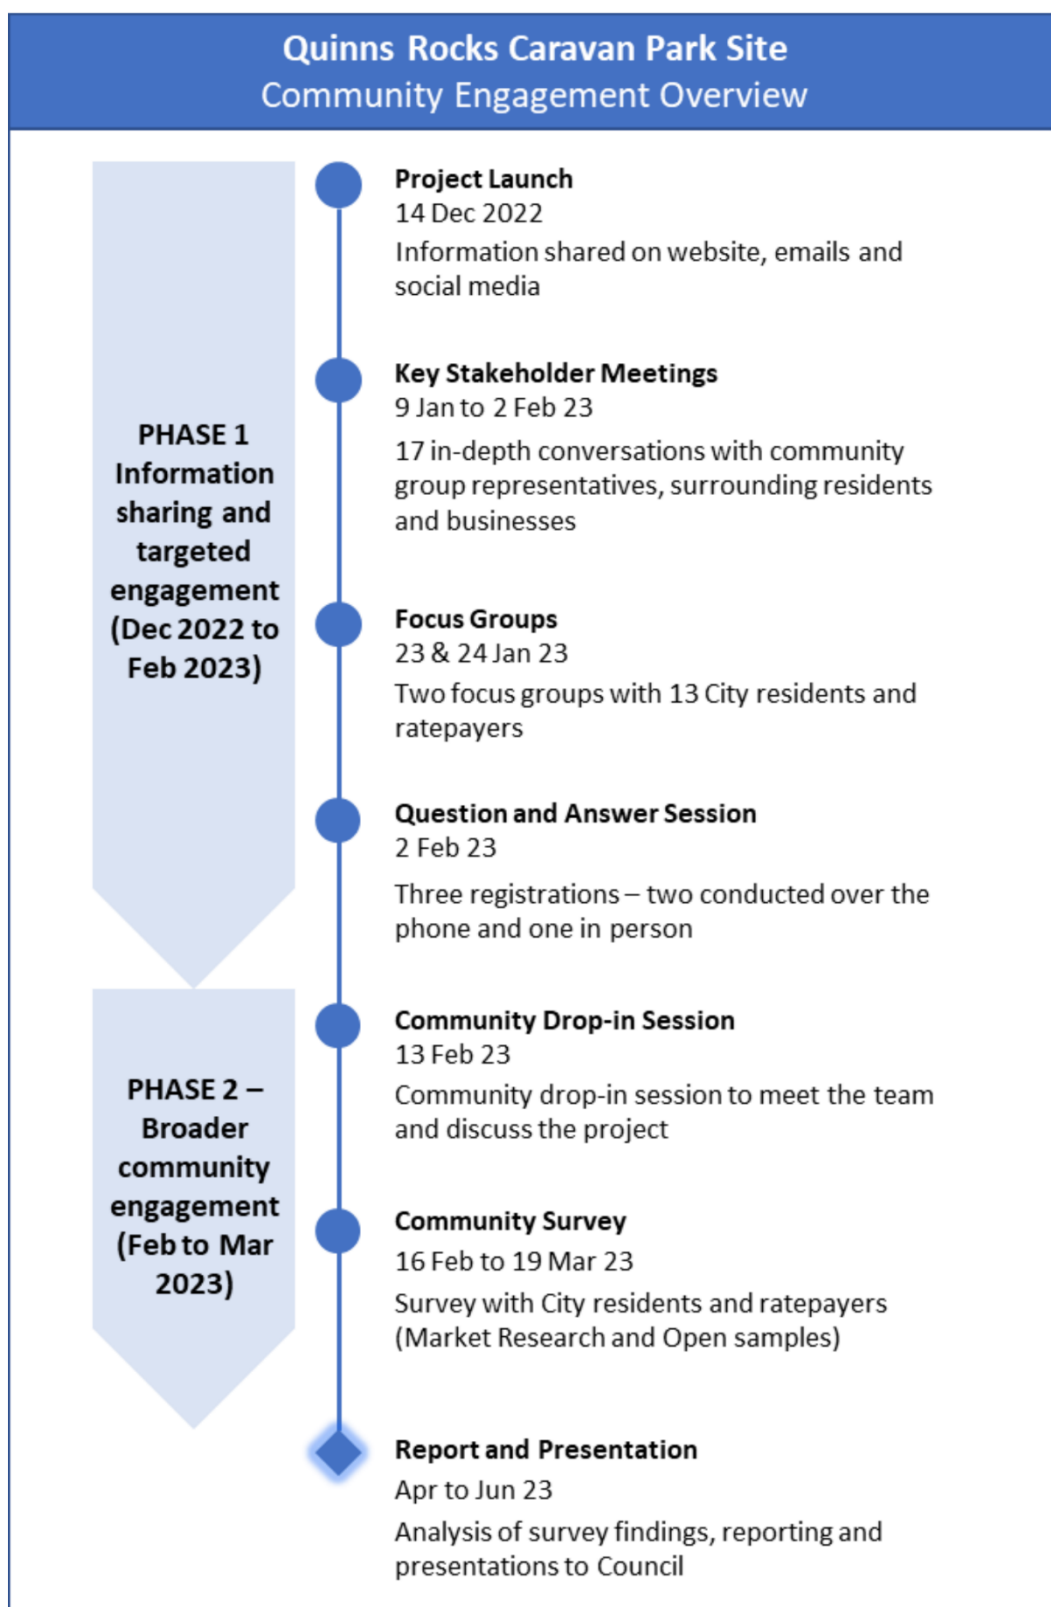 Quinns Rocks Caravan Park Site
Community Engagement Overview
PHASE 1
Information
sharing and
targeted
engagement
(Dec 2022 to
Feb 2023)
Project Launch
14 Dec 2022
Information shared on website, emails and
social media
Key Stakeholder Meetings
9 Jan to 2 Feb 23
17 in-depth conversations with community
group representatives, surrounding residents
and businesses
Focus Groups
23 & 24 Jan 23
Two focus groups with 13 City residents and
ratepayers
Question and Answer Session
2 Feb 23
Three registrations – two conducted over the
phone and one in person
PHASE 2 –
Broader
community
engagement
(Feb to Mar
2023)
Community Drop-in Session
13 Feb 23
Community drop-in session to meet the team
and discuss the project
Community Survey
16 Feb to 19 Mar 23
Survey with City residents and ratepayers
(Market Research and Open samples)
Report and Presentation
Apr to Jun 23
Analysis of survey findings, reporting and
presentations to Council